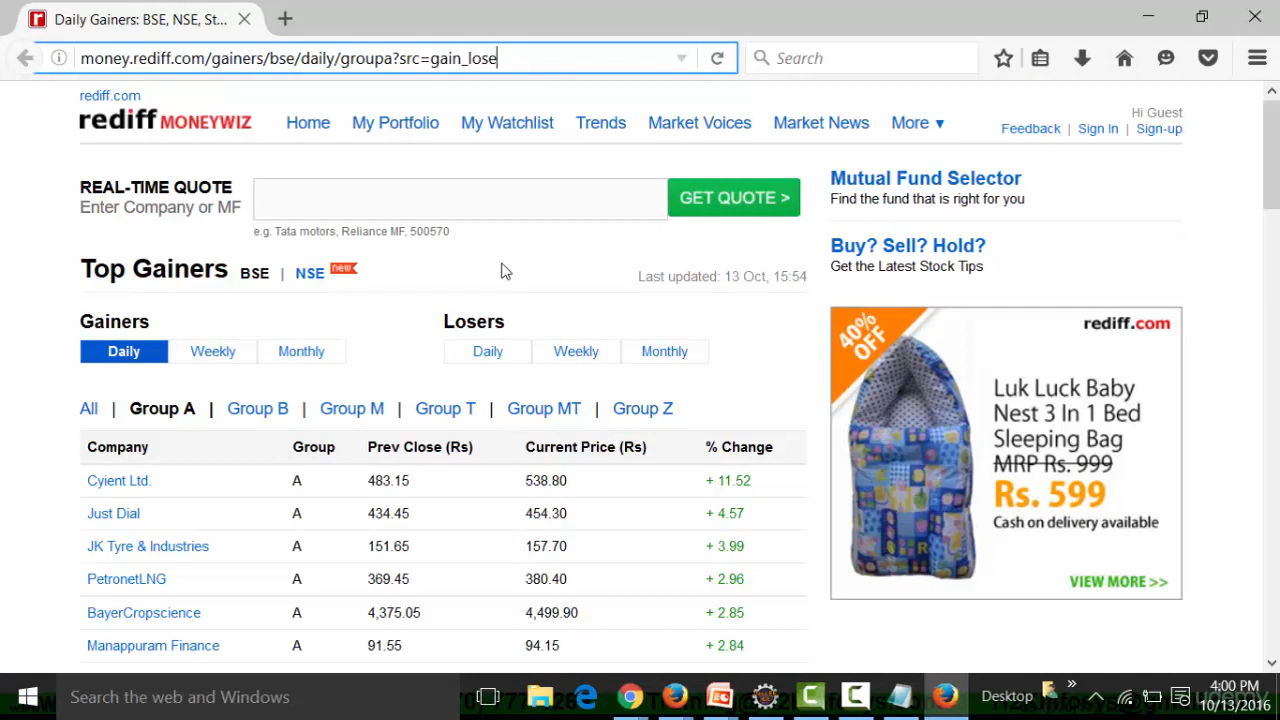 Daily Gainers: BSE, NSE, St...
money.rediff.com/gainers/bse/daily/groupa?src=gain_lose
Search
rediff.com
rediff MONEYWIZ
Home My Portfolio My Watchlist Trends Market Voices Market News More ▼
Hi Guest
Feedback | Sign In | Sign-up
REAL-TIME QUOTE
Enter Company or MF
GET QUOTE >
e.g. Tata motors, Reliance MF, 500570
Mutual Fund Selector
Find the fund that is right for you
Buy? Sell? Hold?
Get the Latest Stock Tips
Top Gainers BSE | NSE new
Last updated: 13 Oct, 15:54
Gainers Losers
Daily Weekly Monthly Daily Weekly Monthly
All | Group A | Group B | Group M | Group T | Group MT | Group Z
Company Group Prev Close (Rs) Current Price (Rs) % Change
Cyient Ltd. A 483.15 538.80 + 11.52
Just Dial A 434.45 454.30 + 4.57
JK Tyre & Industries A 151.65 157.70 + 3.99
PetronetLNG A 369.45 380.40 + 2.96
BayerCropscience A 4,375.05 4,499.90 + 2.85
Manappuram Finance A 91.55 94.15 + 2.84
40% OFF
rediff.com
Luk Luck Baby
Nest 3 In 1 Bed
Sleeping Bag
MRP Rs. 999
Rs. 599
Cash on delivery available
VIEW MORE >>
Search the web and Windows
Desktop
4:00 PM
10/13/2016